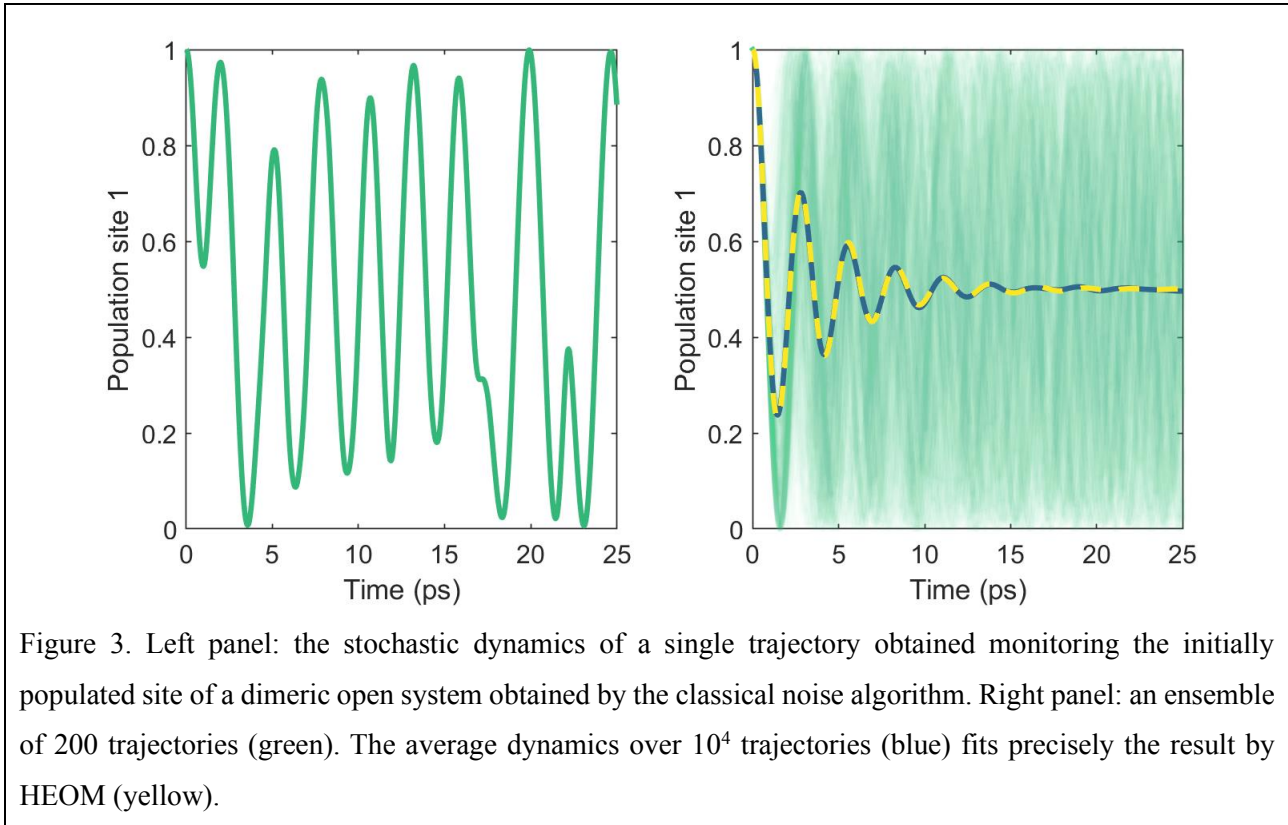 1
0.8
0.6
0.4
0.2
0
Population site 1
0 5 10 15 20 25
Time (ps)
1
0.8
0.6
0.4
0.2
0
Population site 1
0 5 10 15 20 25
Time (ps)
Figure 3. Left panel: the stochastic dynamics of a single trajectory obtained monitoring the initially
populated site of a dimeric open system obtained by the classical noise algorithm. Right panel: an ensemble
of 200 trajectories (green). The average dynamics over 10⁴ trajectories (blue) fits precisely the result by
HEOM (yellow).